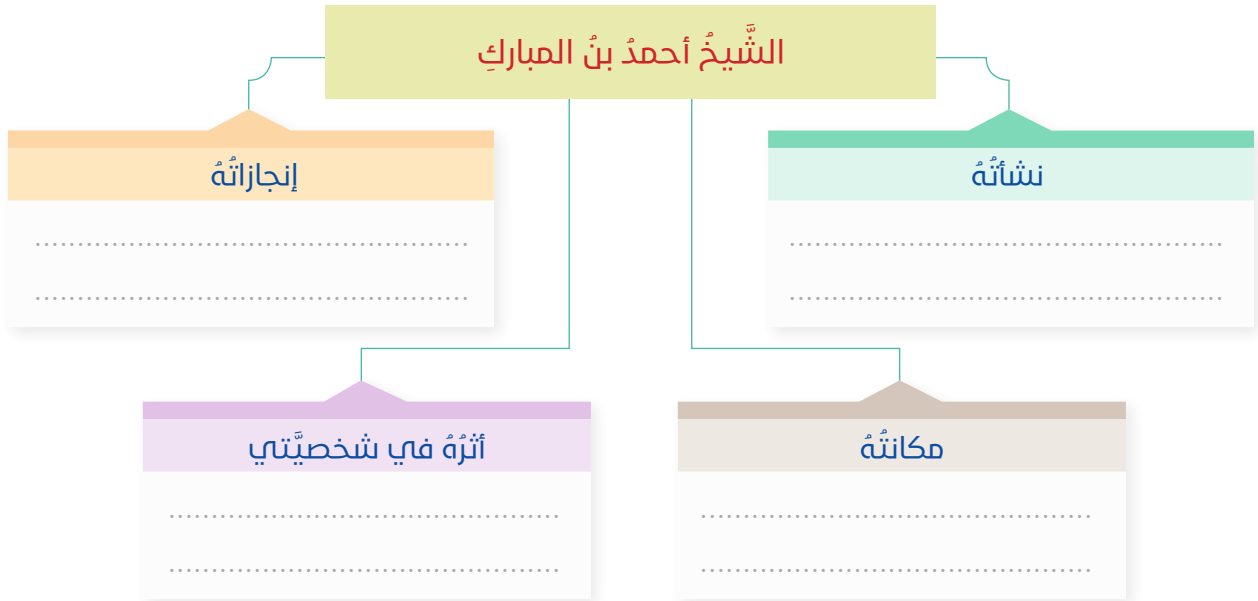 الشَّيخُ أحمدُ بنُ المباركِ
نشأتُهُ
إنجازاتُهُ
مكانتُهُ
أثرُهُ في شخصيَّتي